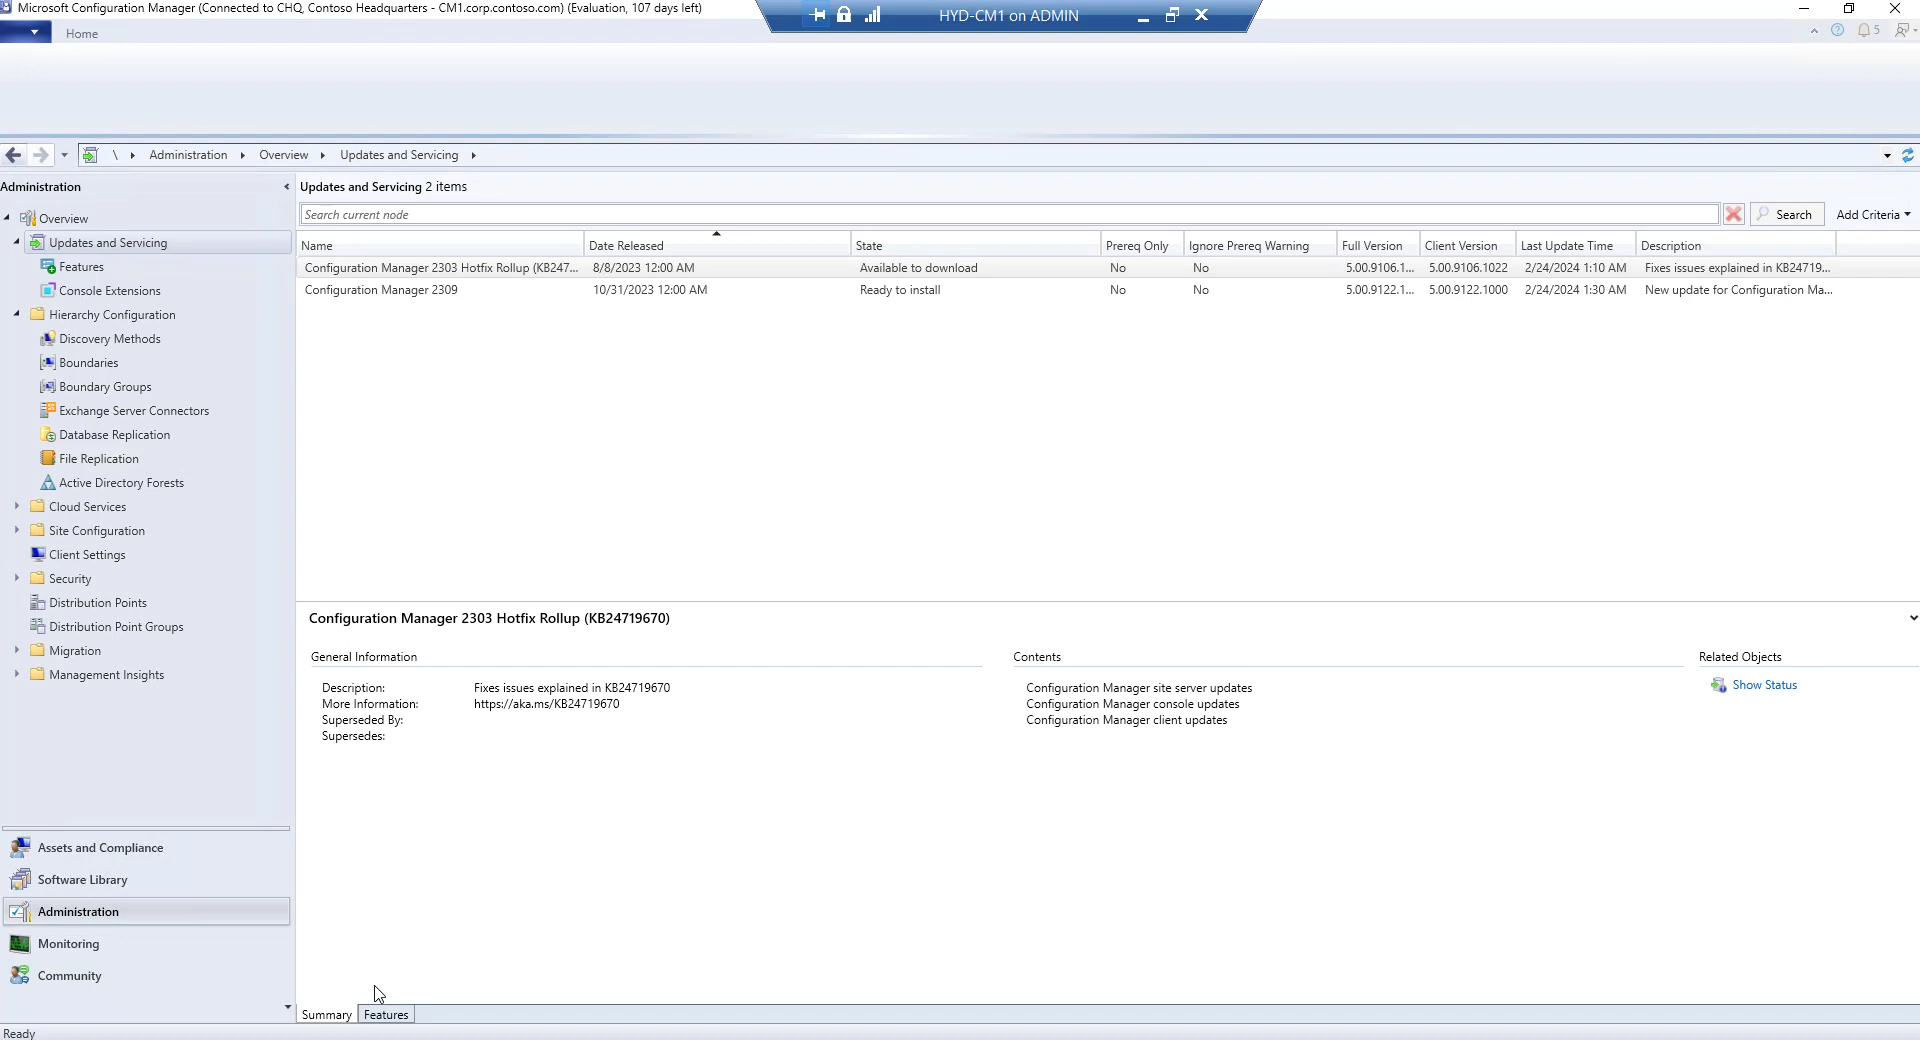 Microsoft Configuration Manager (Connected to CHQ, Contoso Headquarters - CM1.corp.contoso.com) (Evaluation, 107 days left)
HYD-CM1 on ADMIN
Home
5
\ Administration Overview Updates and Servicing
Administration
Overview
Updates and Servicing
Features
Console Extensions
Hierarchy Configuration
Discovery Methods
Boundaries
Boundary Groups
Exchange Server Connectors
Database Replication
File Replication
Active Directory Forests
Cloud Services
Site Configuration
Client Settings
Security
Distribution Points
Distribution Point Groups
Migration
Management Insights
Assets and Compliance
Software Library
Administration
Monitoring
Community
Updates and Servicing 2 items
Search current node
Search
Add Criteria
Name Date Released State Prereq Only Ignore Prereq Warning Full Version Client Version Last Update Time Description
Configuration Manager 2303 Hotfix Rollup (KB247... 8/8/2023 12:00 AM Available to download No No 5.00.9106.1... 5.00.9106.1022 2/24/2024 1:10 AM Fixes issues explained in KB24719...
Configuration Manager 2309 10/31/2023 12:00 AM Ready to install No No 5.00.9122.1... 5.00.9122.1000 2/24/2024 1:30 AM New update for Configuration Ma...
Configuration Manager 2303 Hotfix Rollup (KB24719670)
General Information
Description: Fixes issues explained in KB24719670
More Information: https://aka.ms/KB24719670
Superseded By:
Supersedes:
Contents
Configuration Manager site server updates
Configuration Manager console updates
Configuration Manager client updates
Related Objects
Show Status
Summary Features
Ready